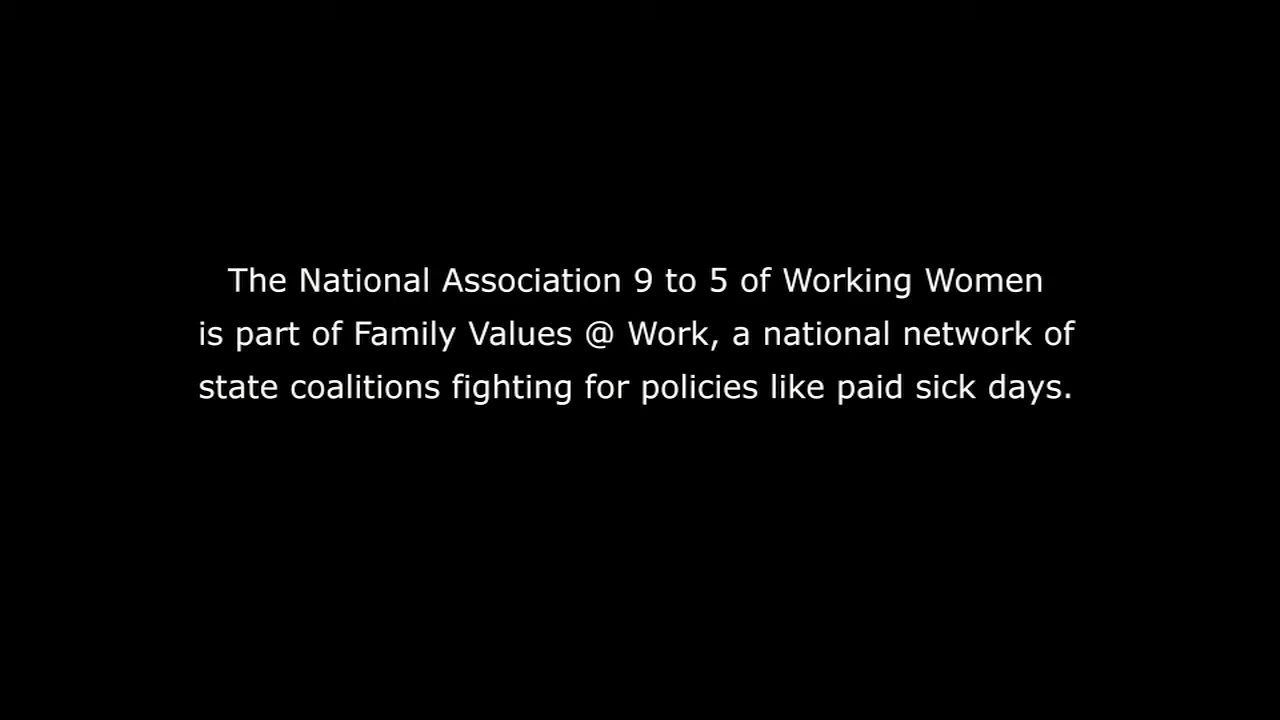 The National Association 9 to 5 of Working Women
is part of Family Values @ Work, a national network of
state coalitions fighting for policies like paid sick days.